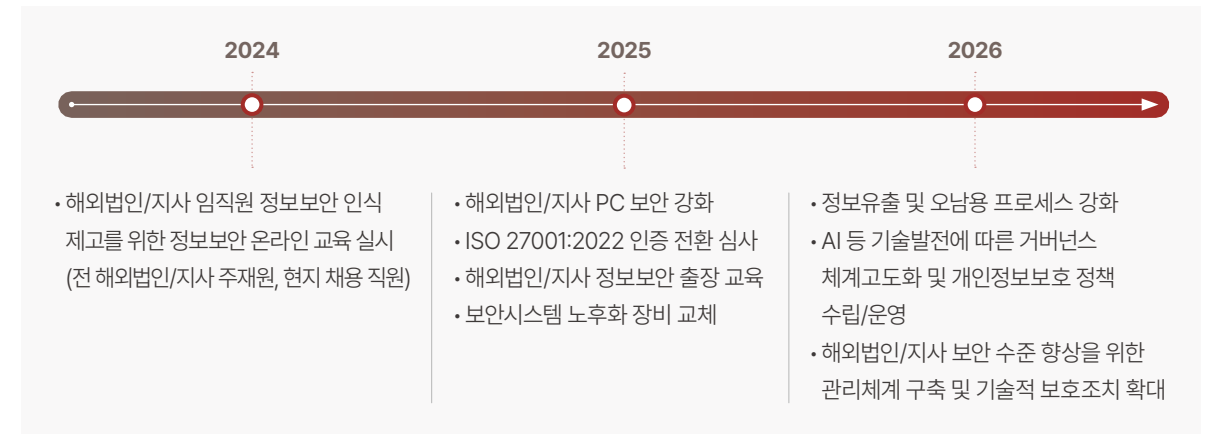 2024
2025
2026
• 해외법인/지사 임직원 정보보안 인식
제고를 위한 정보보안 온라인 교육 실시
(전 해외법인/지사 주재원, 현지 채용 직원)
• 해외법인/지사 PC 보안 강화
• ISO 27001:2022 인증 전환 심사
• 해외법인/지사 정보보안 출장 교육
• 보안시스템 노후화 장비 교체
• 정보유출 및 오남용 프로세스 강화
• AI 등 기술발전에 따른 거버넌스
체계고도화 및 개인정보보호 정책
수립/운영
• 해외법인/지사 보안 수준 향상을 위한
관리체계 구축 및 기술적 보호조치 확대